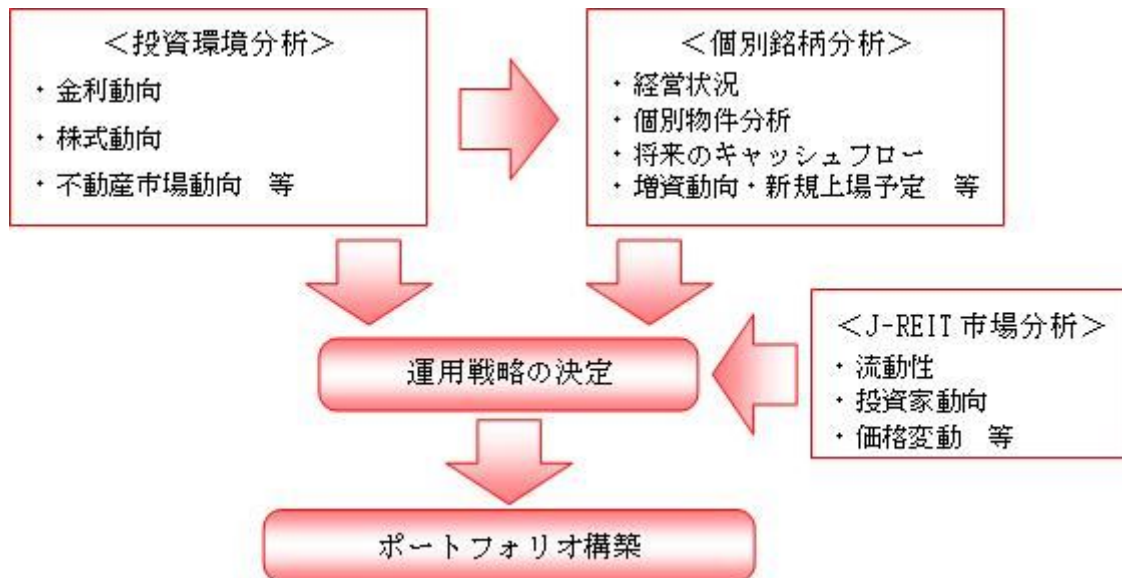 ＜投資環境分析＞
・金利動向
・株式動向
・不動産市場動向　等
＜個別銘柄分析＞
・経営状況
・個別物件分析
・将来のキャッシュフロー
・増資動向・新規上場予定　等
＜J-REIT 市場分析＞
・流動性
・投資家動向
・価格変動　等
運用戦略の決定
ポートフォリオ構築